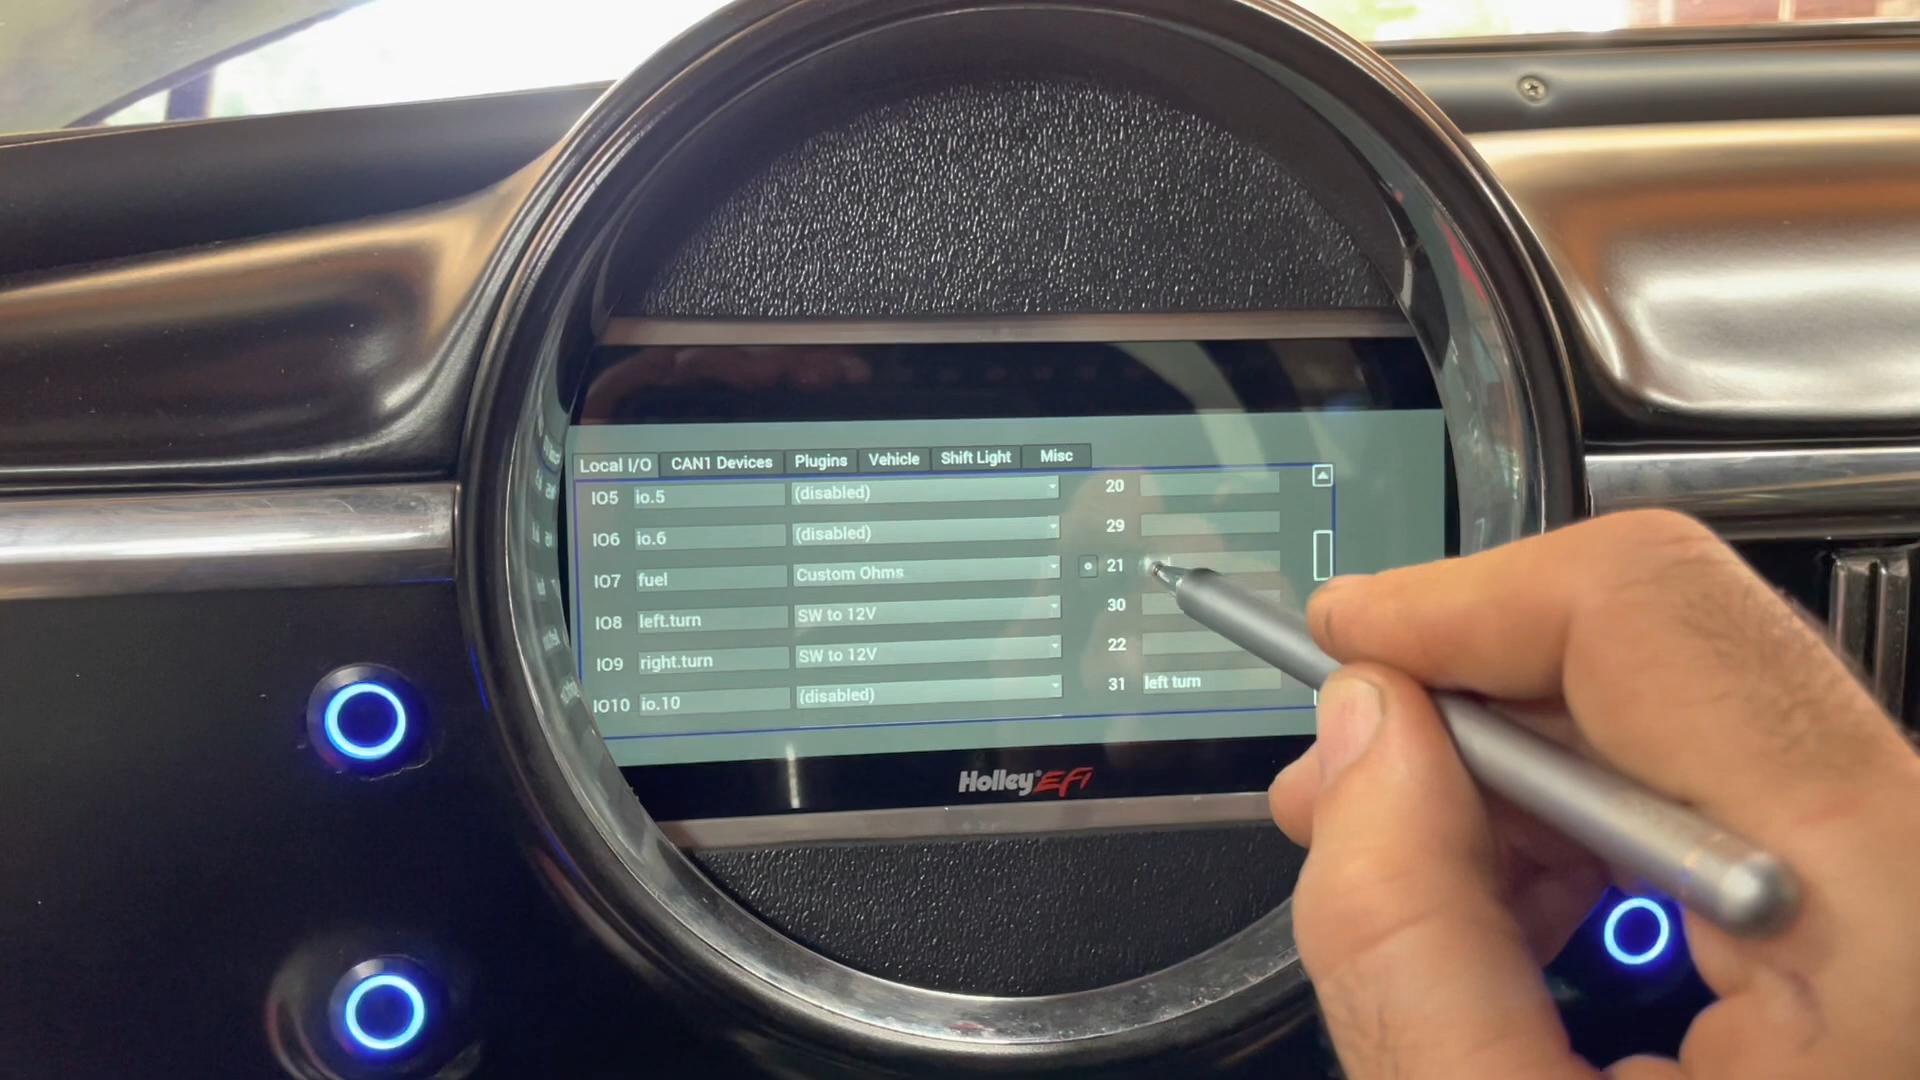 Local I/O CAN1 Devices Plugins Vehicle Shift Light Misc
IO5 io.5 (disabled) 20
IO6 io.6 (disabled) 29
IO7 fuel Custom Ohms 21
IO8 left.turn SW to 12V 30
IO9 right.turn SW to 12V 22
IO10 io.10 (disabled) 31 left turn
Holley EFI